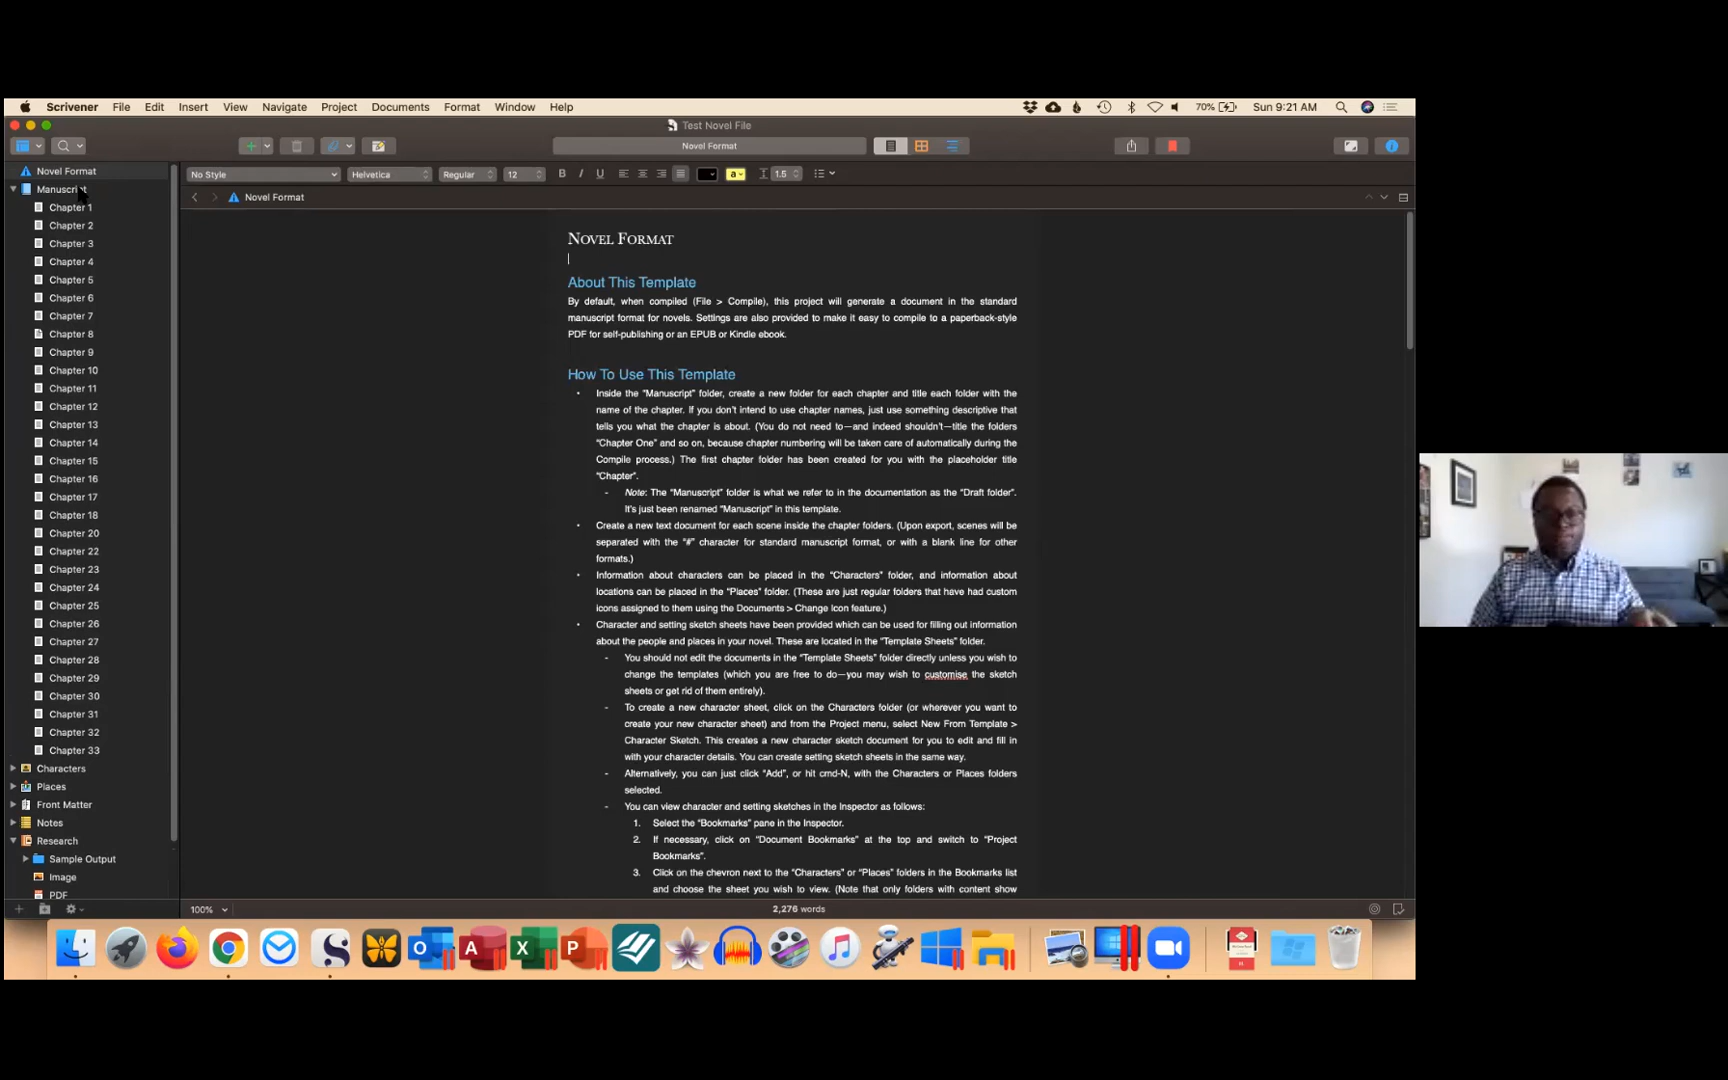 Scrivener File Edit Insert View Navigate Project Documents Format Window Help
70% Sun 9:21 AM
Test Novel File
Novel Format
No Style Helvetica Regular 12 B I U a 1.5
Novel Format
Novel Format
Manuscript
Chapter 1
Chapter 2
Chapter 3
Chapter 4
Chapter 5
Chapter 6
Chapter 7
Chapter 8
Chapter 9
Chapter 10
Chapter 11
Chapter 12
Chapter 13
Chapter 14
Chapter 15
Chapter 16
Chapter 17
Chapter 18
Chapter 20
Chapter 22
Chapter 23
Chapter 24
Chapter 25
Chapter 26
Chapter 27
Chapter 28
Chapter 29
Chapter 30
Chapter 31
Chapter 32
Chapter 33
Characters
Places
Front Matter
Notes
Research
Sample Output
Image
PDF
NOVEL FORMAT
About This Template
By default, when compiled (File > Compile), this project will generate a document in the standard
manuscript format for novels. Settings are also provided to make it easy to compile to a paperback-style
PDF for self-publishing or an EPUB or Kindle ebook.
How To Use This Template
• Inside the “Manuscript” folder, create a new folder for each chapter and title each folder with the
name of the chapter. If you don’t intend to use chapter names, just use something descriptive that
tells you what the chapter is about. (You do not need to—and indeed shouldn’t—title the folders
“Chapter One” and so on, because chapter numbering will be taken care of automatically during the
Compile process.) The first chapter folder has been created for you with the placeholder title
“Chapter”.
- Note: The “Manuscript” folder is what we refer to in the documentation as the “Draft folder”.
It’s just been renamed “Manuscript” in this template.
• Create a new text document for each scene inside the chapter folders. (Upon export, scenes will be
separated with the “#” character for standard manuscript format, or with a blank line for other
formats.)
• Information about characters can be placed in the “Characters” folder, and information about
locations can be placed in the “Places” folder. (These are just regular folders that have had custom
icons assigned to them using the Documents > Change Icon feature.)
• Character and setting sketch sheets have been provided which can be used for filling out information
about the people and places in your novel. These are located in the “Template Sheets” folder.
- You should not edit the documents in the “Template Sheets” folder directly unless you wish to
change the templates (which you are free to do—you may wish to customise the sketch
sheets or get rid of them entirely).
- To create a new character sheet, click on the Characters folder (or wherever you want to
create your new character sheet) and from the Project menu, select New From Template >
Character Sketch. This creates a new character sketch document for you to edit and fill in
with your character details. You can create setting sketch sheets in the same way.
- Alternatively, you can just click “Add”, or hit cmd-N, with the Characters or Places folders
selected.
- You can view character and setting sketches in the Inspector as follows:
1. Select the “Bookmarks” pane in the Inspector.
2. If necessary, click on “Document Bookmarks” at the top and switch to “Project
Bookmarks”.
3. Click on the chevron next to the “Characters” or “Places” folders in the Bookmarks list
and choose the sheet you wish to view. (Note that only folders with content show
100% 2,276 words